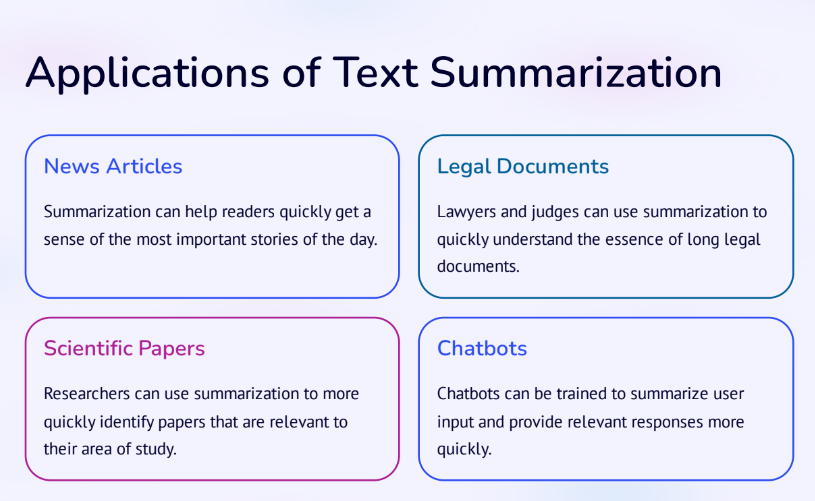 Applications of Text Summarization
News Articles
Summarization can help readers quickly get a
sense of the most important stories of the day.
Legal Documents
Lawyers and judges can use summarization to
quickly understand the essence of long legal
documents.
Scientific Papers
Researchers can use summarization to more
quickly identify papers that are relevant to
their area of study.
Chatbots
Chatbots can be trained to summarize user
input and provide relevant responses more
quickly.